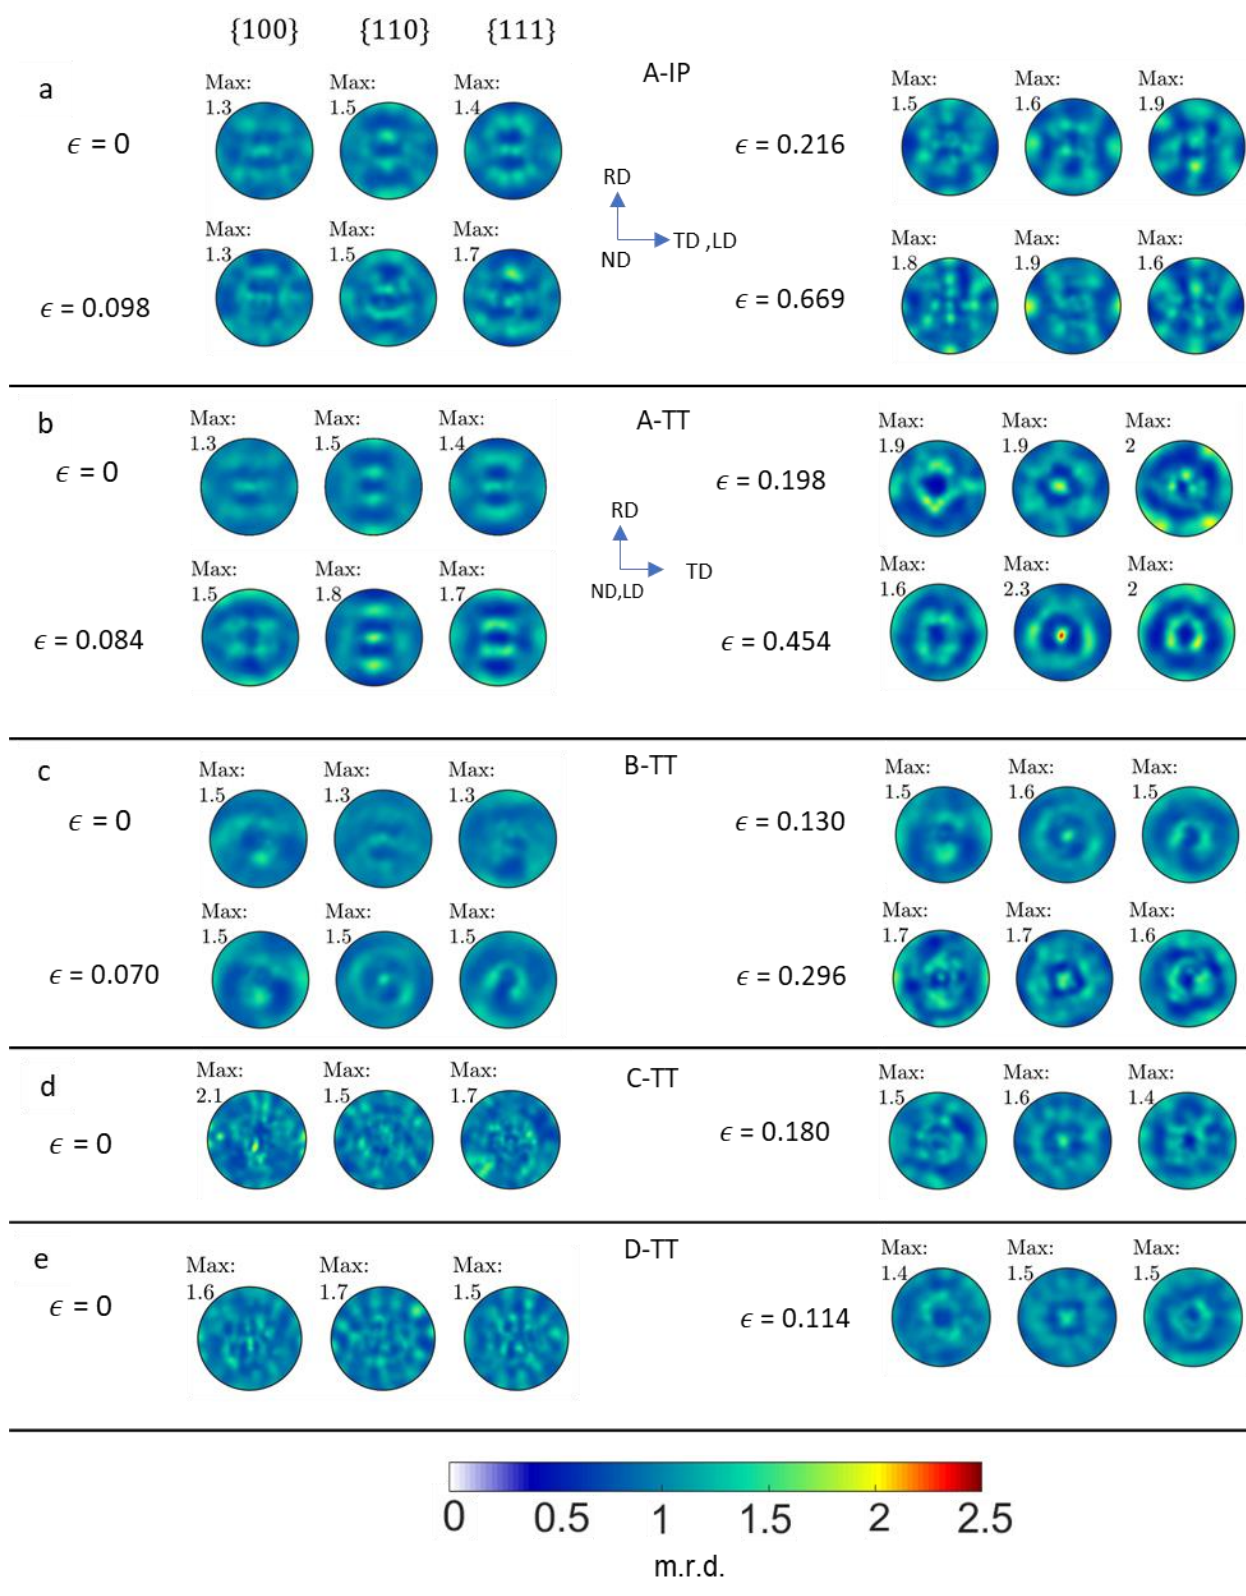 {100} {110} {111}
a A-IP
Max: Max: Max: Max: Max: Max:
1.3 1.5 1.4 1.5 1.6 1.9
ϵ = 0 ϵ = 0.216
RD
TD ,LD
ND
Max: Max: Max: Max: Max: Max:
1.3 1.5 1.7 1.8 1.9 1.6
ϵ = 0.098 ϵ = 0.669
b A-TT
Max: Max: Max: Max: Max: Max:
1.3 1.5 1.4 1.9 1.9 2
ϵ = 0 ϵ = 0.198
RD
TD
ND,LD
Max: Max: Max: Max: Max: Max:
1.5 1.8 1.7 1.6 2.3 2
ϵ = 0.084 ϵ = 0.454
c B-TT
Max: Max: Max: Max: Max: Max:
1.5 1.3 1.3 1.5 1.6 1.5
ϵ = 0 ϵ = 0.130
Max: Max: Max: Max: Max: Max:
1.5 1.5 1.5 1.7 1.7 1.6
ϵ = 0.070 ϵ = 0.296
d C-TT
Max: Max: Max: Max: Max: Max:
2.1 1.5 1.7 1.5 1.6 1.4
ϵ = 0 ϵ = 0.180
e D-TT
Max: Max: Max: Max: Max: Max:
1.6 1.7 1.5 1.4 1.5 1.5
ϵ = 0 ϵ = 0.114
0 0.5 1 1.5 2 2.5
m.r.d.